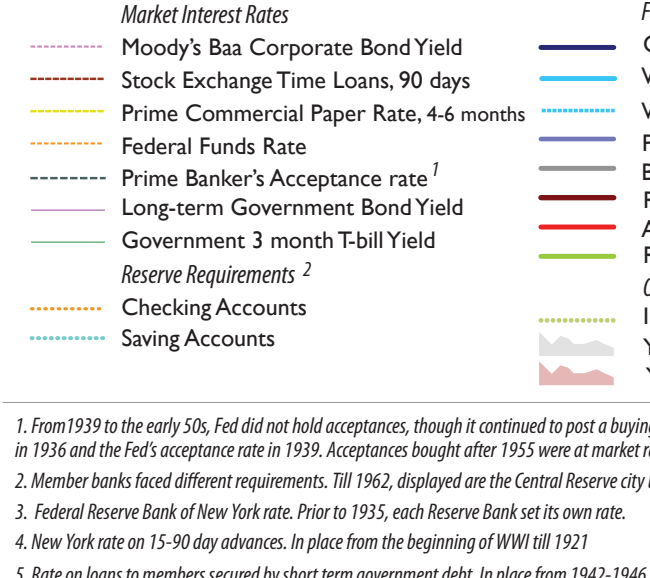 Market Interest Rates
Moody's Baa Corporate Bond Yield
Stock Exchange Time Loans, 90 days
Prime Commercial Paper Rate, 4-6 months
Federal Funds Rate
Prime Banker's Acceptance rate 1
Long-term Government Bond Yield
Government 3 month T-bill Yield
Reserve Requirements 2
Checking Accounts
Saving Accounts
1. From1939 to the early 50s, Fed did not hold acceptances, though it continued to post a buying
in 1936 and the Fed's acceptance rate in 1939. Acceptances bought after 1955 were at market
2. Member banks faced different requirements. Till 1962, displayed are the Central Reserve city
3. Federal Reserve Bank of New York rate. Prior to 1935, each Reserve Bank set its own rate.
4. New York rate on 15-90 day advances. In place from the beginning of WWI till 1921
5. Rate on loans to members secured by short term government debt. In place from 1942-1946